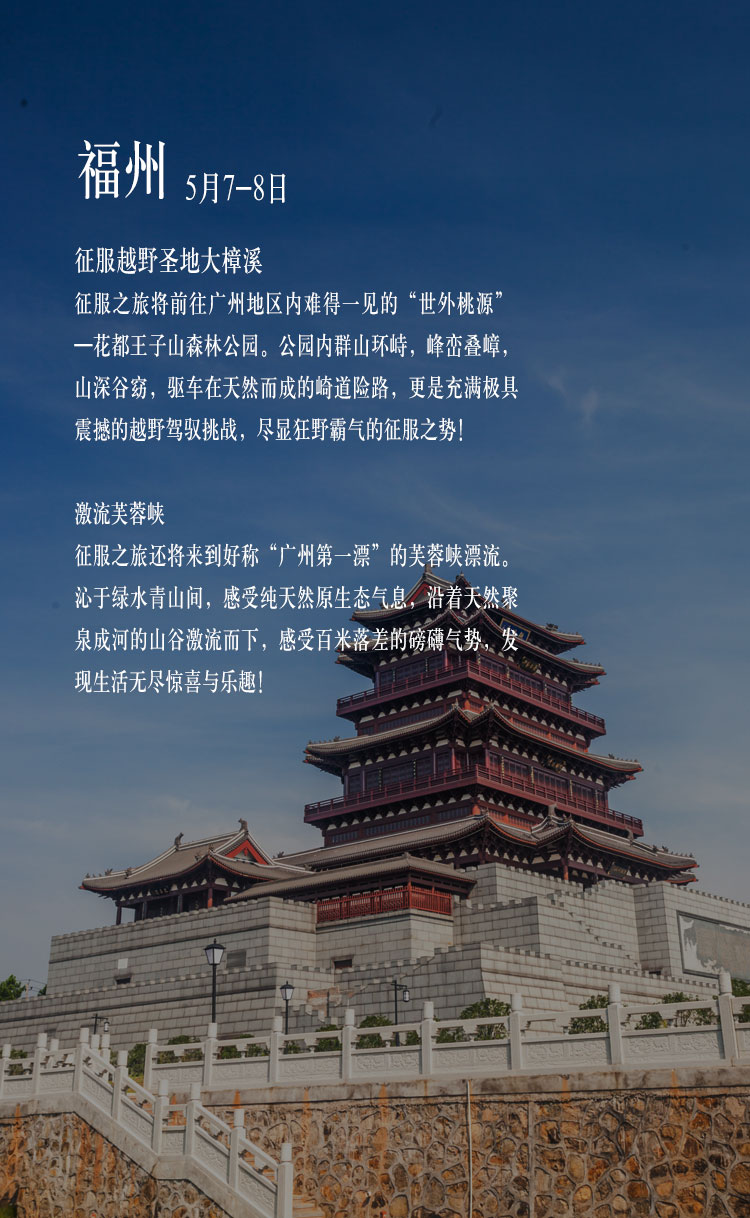 福州 5月7-8日
征服越野圣地大樟溪
征服之旅将前往广州地区内难得一见的“世外桃源”
—花都王子山森林公园。公园内群山环峙，峰峦叠嶂，
山深谷窈，驱车在天然而成的崎道险路，更是充满极具
震撼的越野驾驭挑战，尽显狂野霸气的征服之势！
激流芙蓉峡
征服之旅还将来到好称“广州第一漂”的芙蓉峡漂流。
沁于绿水青山间，感受纯天然原生态气息，沿着天然聚
泉成河的山谷激流而下，感受百米落差的磅礴气势，发
现生活无尽惊喜与乐趣！